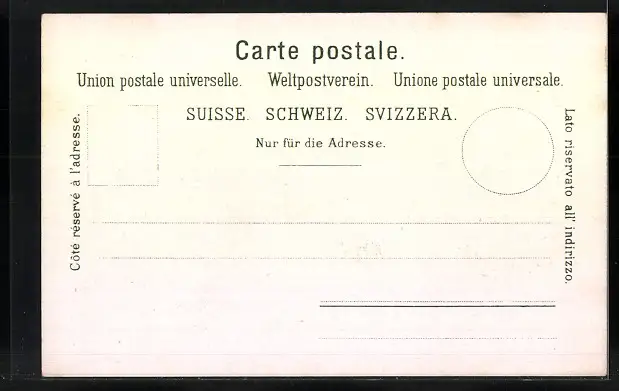 Carte postale.
Union postale universelle. Weltpostverein. Unione postale universale.
SUISSE. SCHWEIZ. SVIZZERA.
Nur für die Adresse.
Côté réservé à l'adresse.
Lato riservato all' indirizzo.